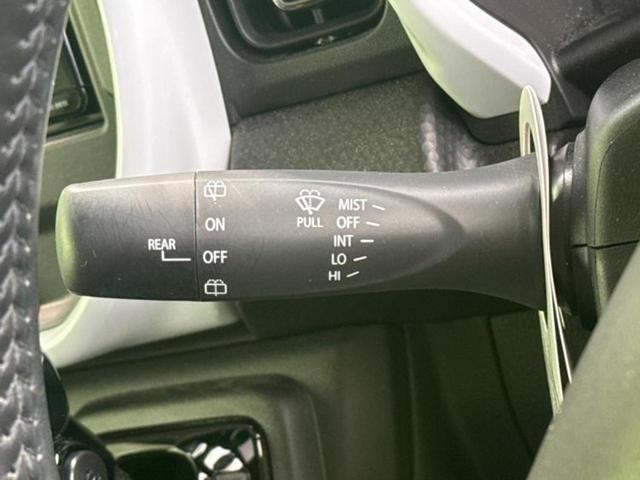 MIST
PULL OFF
ON
INT
REAR OFF
LO
HI